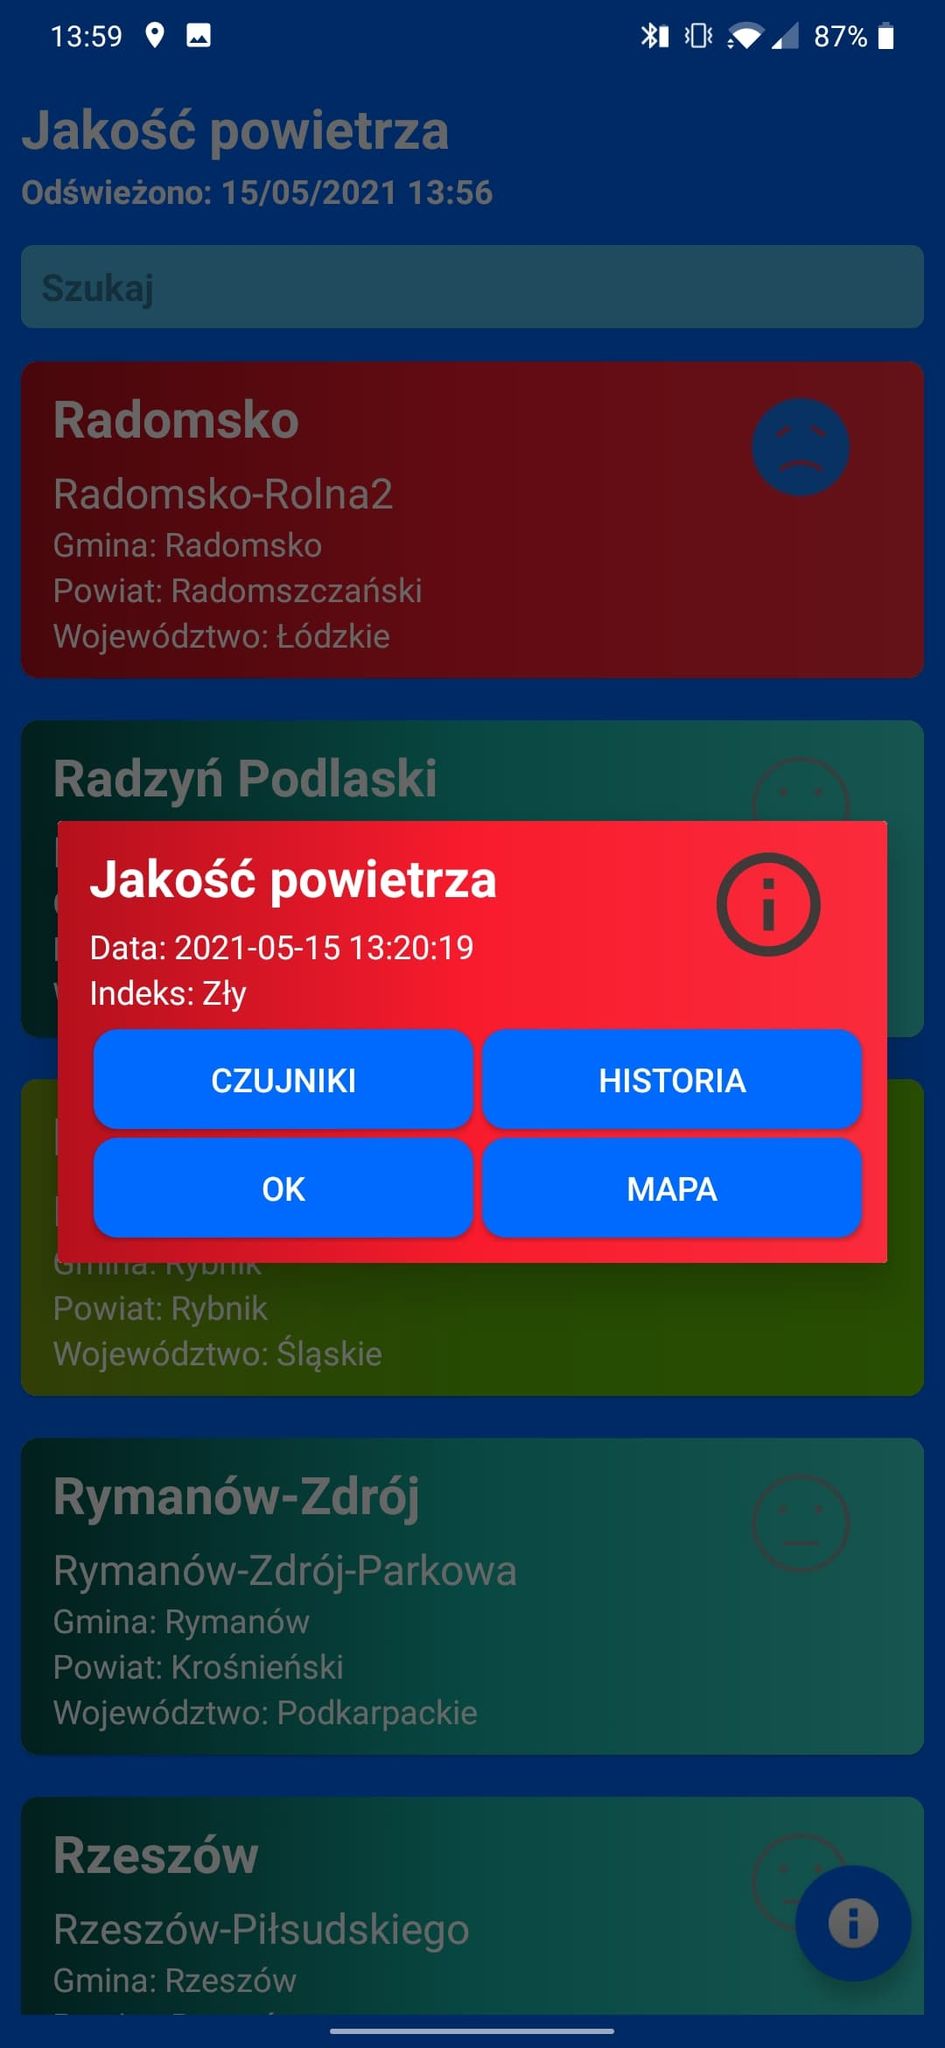 13:59
87%
Jakość powietrza
Odświeżono: 15/05/2021 13:56
Szukaj
Radomsko
Radomsko-Rolna2
Gmina: Radomsko
Powiat: Radomszczański
Województwo: Łódzkie
Radzyń Podlaski
Jakość powietrza
Data: 2021-05-15 13:20:19
Indeks: Zły
CZUJNIKI
HISTORIA
OK
MAPA
Gmina: Rybnik
Powiat: Rybnik
Województwo: Śląskie
Rymanów-Zdrój
Rymanów-Zdrój-Parkowa
Gmina: Rymanów
Powiat: Krośnieński
Województwo: Podkarpackie
Rzeszów
Rzeszów-Piłsudskiego
Gmina: Rzeszów